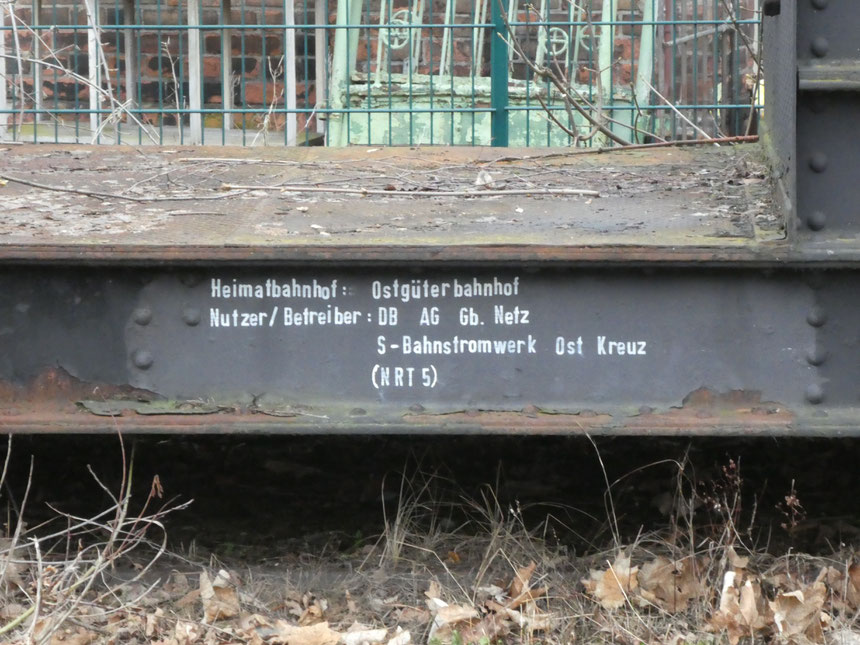 Heimatbahnhof: Ostgüterbahnhof
Nutzer/Betreiber: DB AG Gb. Netz
S-Bahnstromwerk Ost Kreuz
(NRT 5)